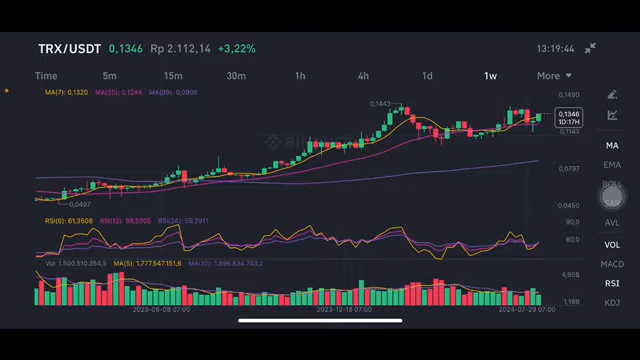 TRX/USDT 0,1346 Rp 2.112,14 +3,22% 13:19:44
Time 5m 15m 30m 1h 4h 1d 1w More
MA(7): 0,1320 MA(25): 0,1244 MA(99): 0,0906
0,1490
0,1443
0,1346
1D:17H
0,1143
MA
EMA
0,0797
BOLL
SAR
0,0497
0,0450
RSI(6): 61,3508 RSI(12): 59,5305 RSI(24): 59,3911
90,0
AVL
60,0
VOL
Vol: 1.500.510.354,5 MA(5): 1.777.547.151,6 MA(10): 1.896.834.743,2
MACD
4,95B
RSI
1,18B
KDJ
2023-05-08 07:00 2023-12-18 07:00 2024-07-29 07:00